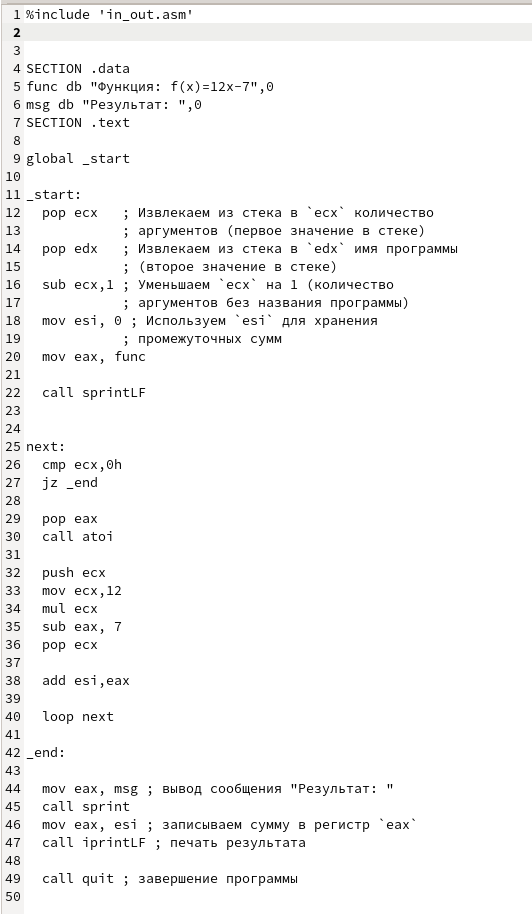 1 %include 'in_out.asm'
2
3
4 SECTION .data
5 func db "Функция: f(x)=12x-7",0
6 msg db "Результат: ",0
7 SECTION .text
8
9 global _start
10
11 _start:
12   pop ecx   ; Извлекаем из стека в `ecx` количество
13             ; аргументов (первое значение в стеке)
14   pop edx   ; Извлекаем из стека в `edx` имя программы
15             ; (второе значение в стеке)
16   sub ecx,1 ; Уменьшаем `ecx` на 1 (количество
17             ; аргументов без названия программы)
18   mov esi, 0 ; Используем `esi` для хранения
19             ; промежуточных сумм
20   mov eax, func
21
22   call sprintLF
23
24
25 next:
26   cmp ecx,0h
27   jz _end
28
29   pop eax
30   call atoi
31
32   push ecx
33   mov ecx,12
34   mul ecx
35   sub eax, 7
36   pop ecx
37
38   add esi,eax
39
40   loop next
41
42 _end:
43
44   mov eax, msg ; вывод сообщения "Результат: "
45   call sprint
46   mov eax, esi ; записываем сумму в регистр `eax`
47   call iprintLF ; печать результата
48
49   call quit ; завершение программы
50